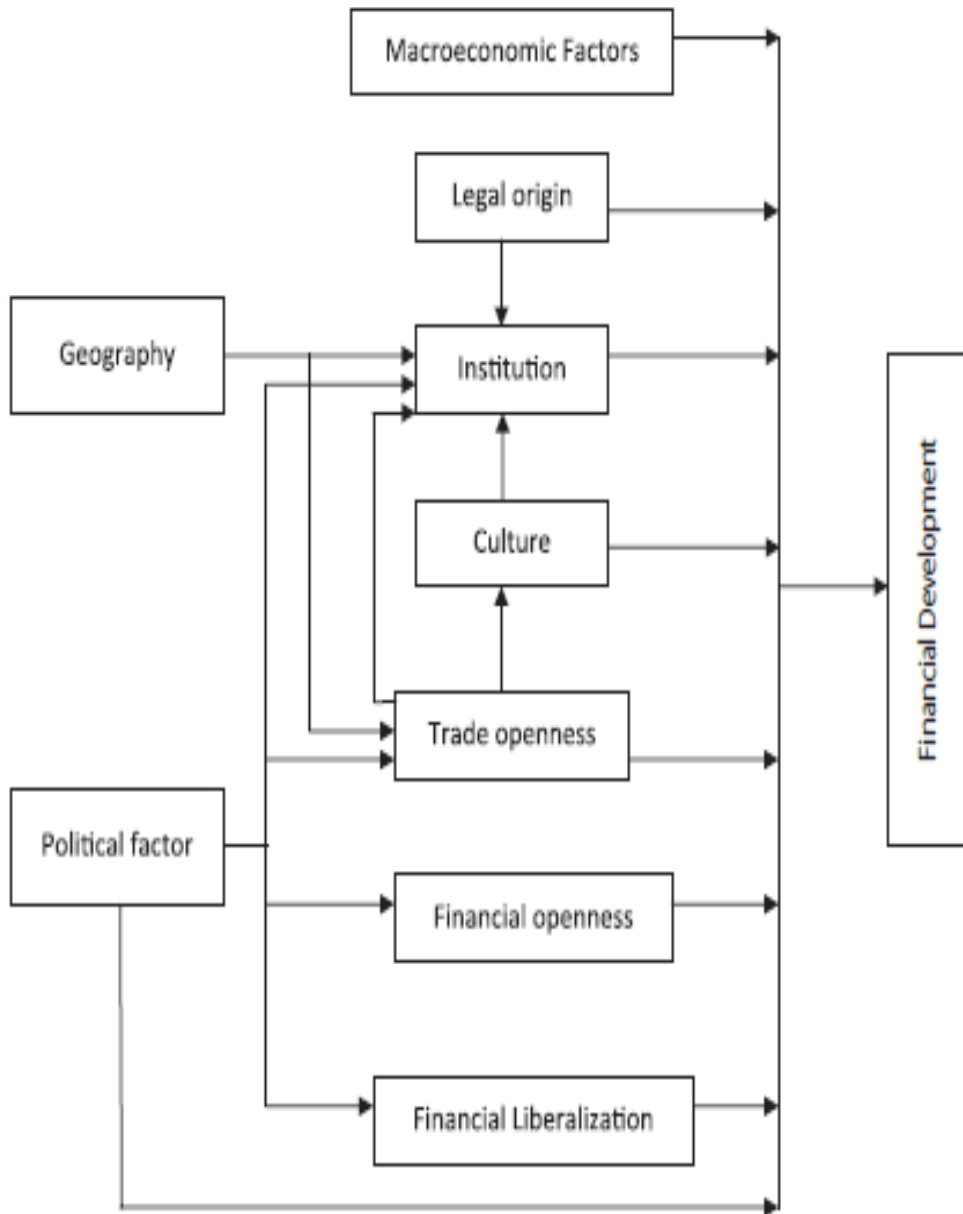 Macroeconomic Factors
Legal origin
Geography
Institution
Culture
Financial Development
Trade openness
Political factor
Financial openness
Financial Liberalization